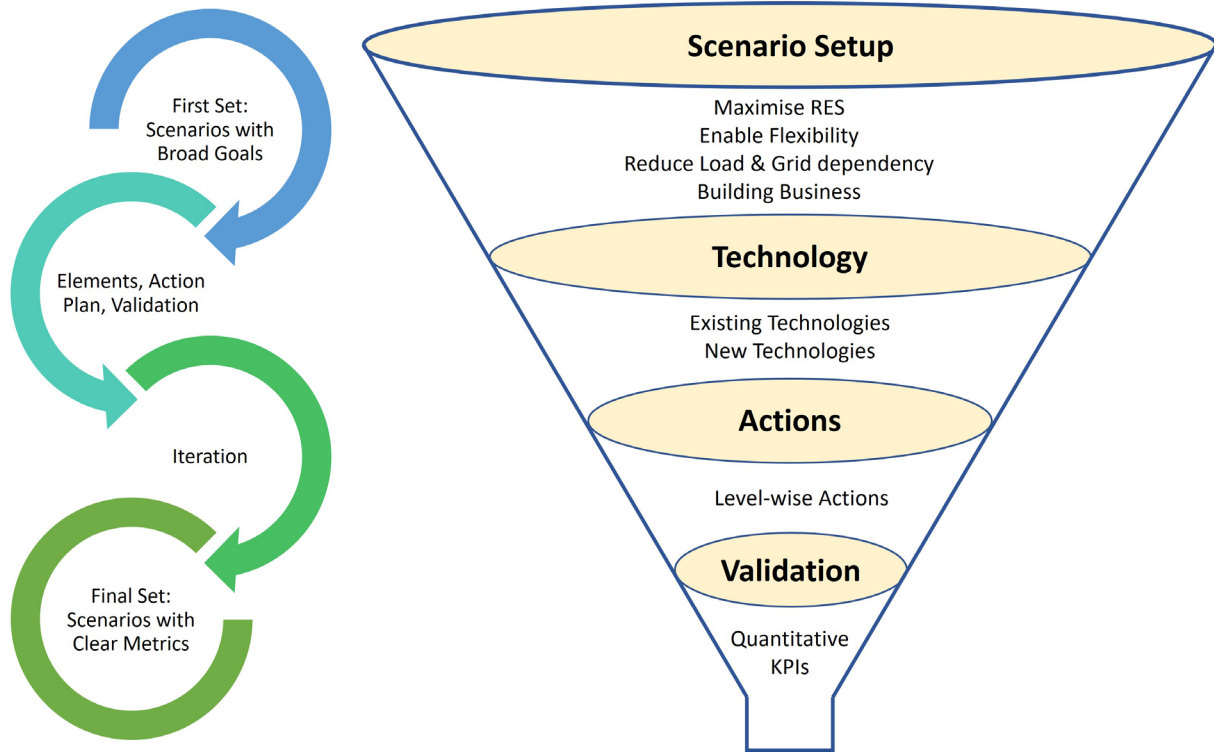 First Set:
Scenarios with
Broad Goals
Elements, Action
Plan, Validation
Iteration
Final Set:
Scenarios with
Clear Metrics
Scenario Setup
Maximise RES
Enable Flexibility
Reduce Load & Grid dependency
Building Business
Technology
Existing Technologies
New Technologies
Actions
Level-wise Actions
Validation
Quantitative
KPIs